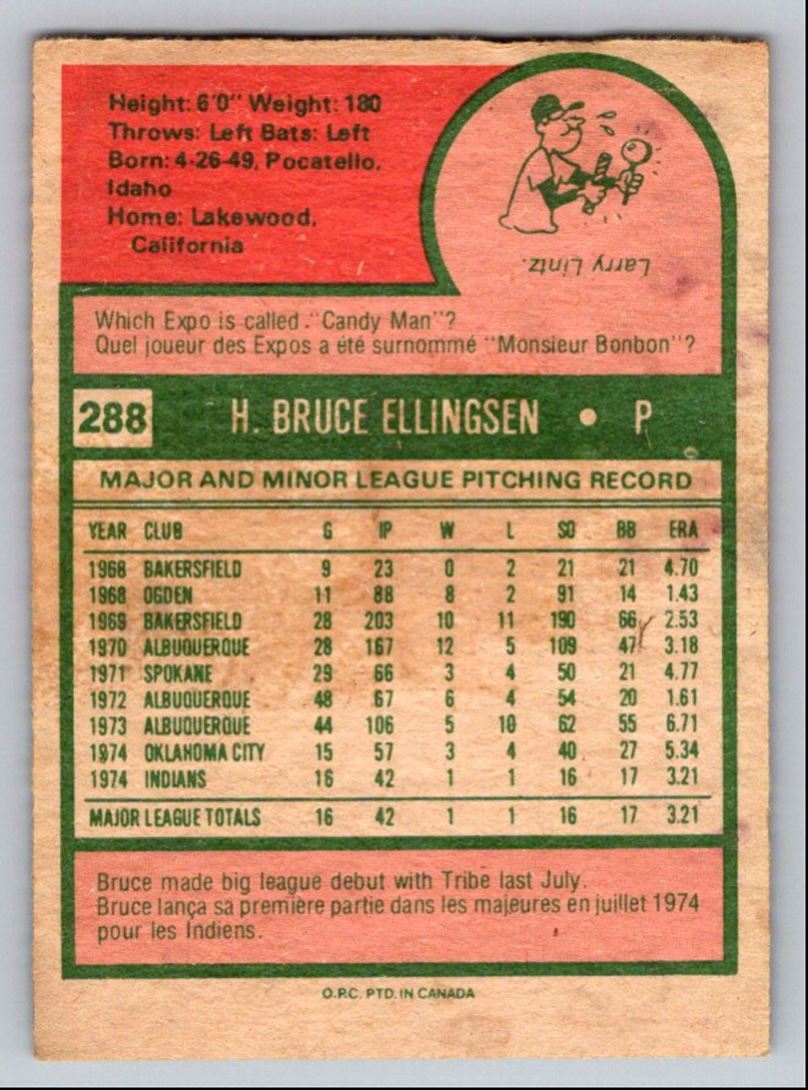 Height: 6'0" Weight: 180
Throws: Left Bats: Left
Born: 4-26-49, Pocatello,
Idaho
Home: Lakewood,
California
Larry Lintz.
Which Expo is called "Candy Man"?
Quel joueur des Expos a été surnommé "Monsieur Bonbon"?
288 H. BRUCE ELLINGSEN • P
MAJOR AND MINOR LEAGUE PITCHING RECORD
YEAR CLUB G IP W L SO BB ERA
1968 BAKERSFIELD 9 23 0 2 21 21 4.70
1968 OGDEN 11 88 8 2 91 14 1.43
1969 BAKERSFIELD 28 203 10 11 190 66 2.53
1970 ALBUQUERQUE 28 167 12 5 109 47 3.18
1971 SPOKANE 29 66 3 4 50 21 4.77
1972 ALBUQUERQUE 48 67 6 4 54 20 1.61
1973 ALBUQUERQUE 44 106 5 10 62 55 6.71
1974 OKLAHOMA CITY 15 57 3 4 40 27 5.34
1974 INDIANS 16 42 1 1 16 17 3.21
MAJOR LEAGUE TOTALS 16 42 1 1 16 17 3.21
Bruce made big league debut with Tribe last July.
Bruce lança sa première partie dans les majeures en juillet 1974
pour les Indiens.
O.P.C. PTD. IN CANADA